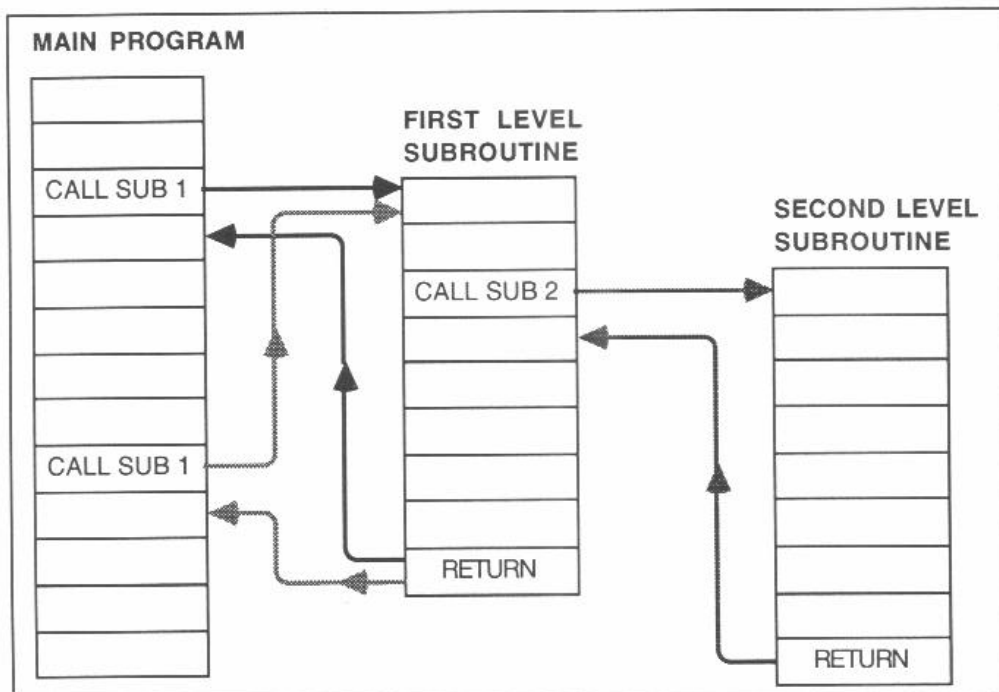 MAIN PROGRAM
FIRST LEVEL
SUBROUTINE
CALL SUB 1
SECOND LEVEL
SUBROUTINE
CALL SUB 2
CALL SUB 1
RETURN
RETURN